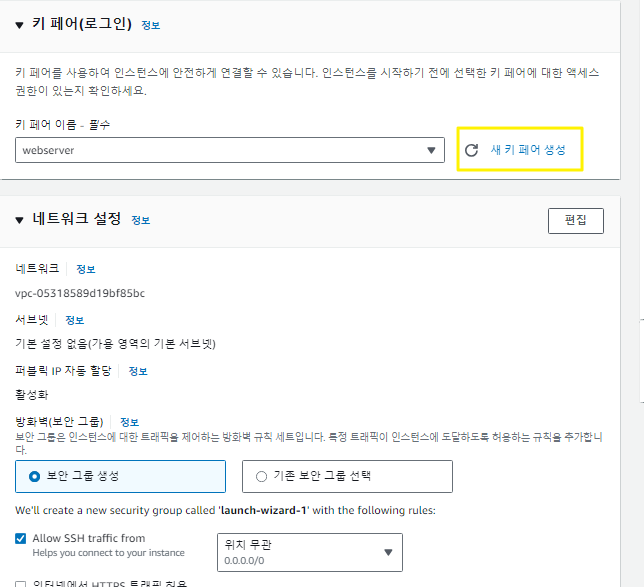 ▼ 키 페어(로그인) 정보
키 페어를 사용하여 인스턴스에 안전하게 연결할 수 있습니다. 인스턴스를 시작하기 전에 선택한 키 페어에 대한 액세스
권한이 있는지 확인하세요.
키 페어 이름 - 필수
webserver
새 키 페어 생성
▼ 네트워크 설정 정보
편집
네트워크 정보
vpc-05318589d19bf85bc
서브넷 정보
기본 설정 없음(가용 영역의 기본 서브넷)
퍼블릭 IP 자동 할당 정보
활성화
방화벽(보안 그룹) 정보
보안 그룹은 인스턴스에 대한 트래픽을 제어하는 방화벽 규칙 세트입니다. 특정 트래픽이 인스턴스에 도달하도록 허용하는 규칙을 추가합니
다.
보안 그룹 생성
기존 보안 그룹 선택
We'll create a new security group called 'launch-wizard-1' with the following rules:
Allow SSH traffic from
Helps you connect to your instance
위치 무관
0.0.0.0/0
인터넷에서 HTTPS 트래픽 허용